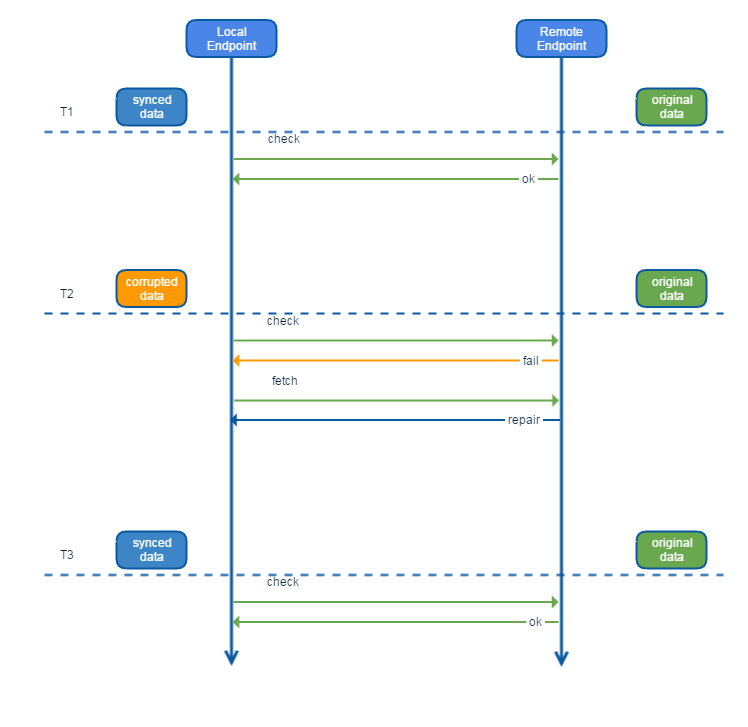 Local
Endpoint
Remote
Endpoint
T1
synced
data
original
data
check
ok
T2
corrupted
data
original
data
check
fail
fetch
repair
T3
synced
data
original
data
check
ok